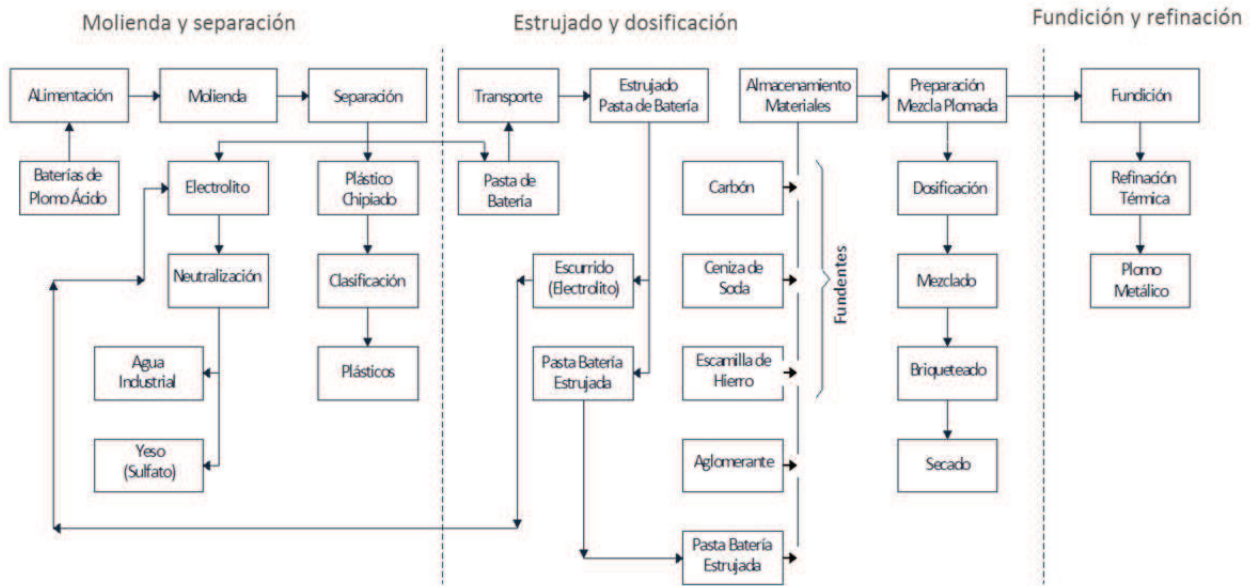 Molienda y separación
Estrujado y dosificación
Fundición y refinación
ALimentación
Molienda
Separación
Transporte
Estrujado
Pasta de Batería
Almacenamiento
Materiales
Preparación
Mezcla Plomada
Fundición
Baterías de
Plomo Ácido
Electrolito
Plástico
Chipiado
Pasta de
Batería
Carbón
Dosificación
Refinación
Térmica
Neutralización
Clasificación
Escurrido
(Electrolito)
Ceniza de
Soda
Fundentes
Mezclado
Plomo
Metálico
Agua
Industrial
Plásticos
Pasta Batería
Estrujada
Escamilla de
Hierro
Briqueteado
Yeso
(Sulfato)
Aglomerante
Secado
Pasta Batería
Estrujada